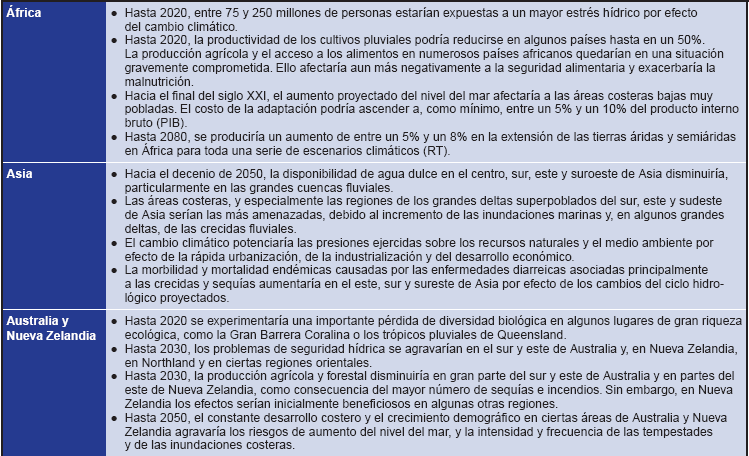 África
● Hasta 2020, entre 75 y 250 millones de personas estarían expuestas a un mayor estrés hídrico por efecto
del cambio climático.
● Hasta 2020, la productividad de los cultivos pluviales podría reducirse en algunos países hasta en un 50%.
La producción agrícola y el acceso a los alimentos en numerosos países africanos quedarían en una situación
gravemente comprometida. Ello afectaría aun más negativamente a la seguridad alimentaria y exacerbaría la
malnutrición.
● Hacia el final del siglo XXI, el aumento proyectado del nivel del mar afectaría a las áreas costeras bajas muy
pobladas. El costo de la adaptación podría ascender a, como mínimo, entre un 5% y un 10% del producto interno
bruto (PIB).
● Hasta 2080, se produciría un aumento de entre un 5% y un 8% en la extensión de las tierras áridas y semiáridas
en África para toda una serie de escenarios climáticos (RT).
Asia
● Hacia el decenio de 2050, la disponibilidad de agua dulce en el centro, sur, este y suroeste de Asia disminuiría,
particularmente en las grandes cuencas fluviales.
● Las áreas costeras, y especialmente las regiones de los grandes deltas superpoblados del sur, este y sudeste
de Asia serían las más amenazadas, debido al incremento de las inundaciones marinas y, en algunos grandes
deltas, de las crecidas fluviales.
● El cambio climático potenciaría las presiones ejercidas sobre los recursos naturales y el medio ambiente por
efecto de la rápida urbanización, de la industrialización y del desarrollo económico.
● La morbilidad y mortalidad endémicas causadas por las enfermedades diarreicas asociadas principalmente
a las crecidas y sequías aumentaría en el este, sur y sureste de Asia por efecto de los cambios del ciclo hidro-
lógico proyectados.
Australia y
Nueva Zelandia
● Hasta 2020 se experimentaría una importante pérdida de diversidad biológica en algunos lugares de gran riqueza
ecológica, como la Gran Barrera Coralina o los trópicos pluviales de Queensland.
● Hasta 2030, los problemas de seguridad hídrica se agravarían en el sur y este de Australia y, en Nueva Zelandia,
en Northland y en ciertas regiones orientales.
● Hasta 2030, la producción agrícola y forestal disminuiría en gran parte del sur y este de Australia y en partes del
este de Nueva Zelandia, como consecuencia del mayor número de sequías e incendios. Sin embargo, en Nueva
Zelandia los efectos serían inicialmente beneficiosos en algunas otras regiones.
● Hasta 2050, el constante desarrollo costero y el crecimiento demográfico en ciertas áreas de Australia y Nueva
Zelandia agravaría los riesgos de aumento del nivel del mar, y la intensidad y frecuencia de las tempestades
y de las inundaciones costeras.